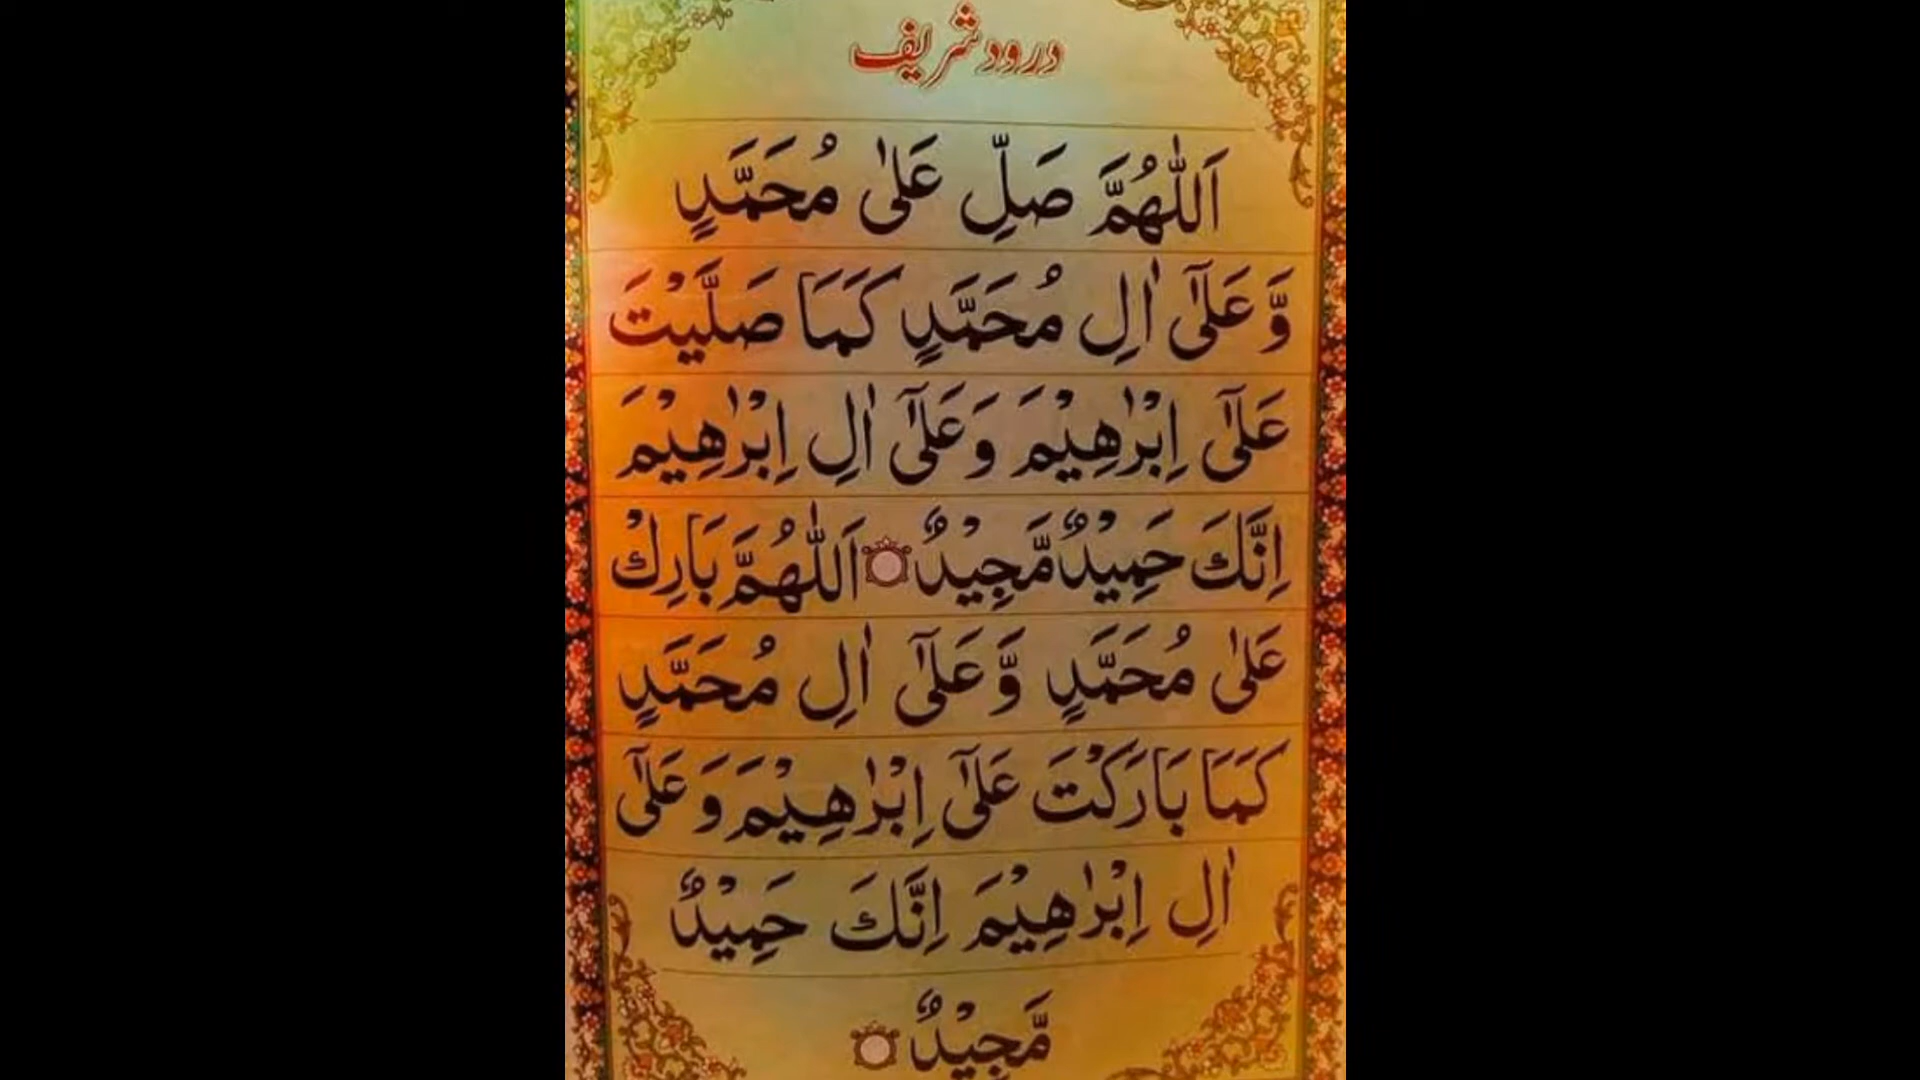 درود شریف
اَللّٰهُمَّ صَلِّ عَلٰى مُحَمَّدٍ
وَّعَلٰٓى اٰلِ مُحَمَّدٍ كَمَا صَلَّيْتَ
عَلٰٓى اِبْرٰهِيْمَ وَعَلٰٓى اٰلِ اِبْرٰهِيْمَ
اِنَّكَ حَمِيْدٌ مَّجِيْدٌ ۝ اَللّٰهُمَّ بَارِكْ
عَلٰى مُحَمَّدٍ وَّعَلٰٓى اٰلِ مُحَمَّدٍ
كَمَا بَارَكْتَ عَلٰٓى اِبْرٰهِيْمَ وَعَلٰٓى
اٰلِ اِبْرٰهِيْمَ اِنَّكَ حَمِيْدٌ
مَّجِيْدٌ ۝